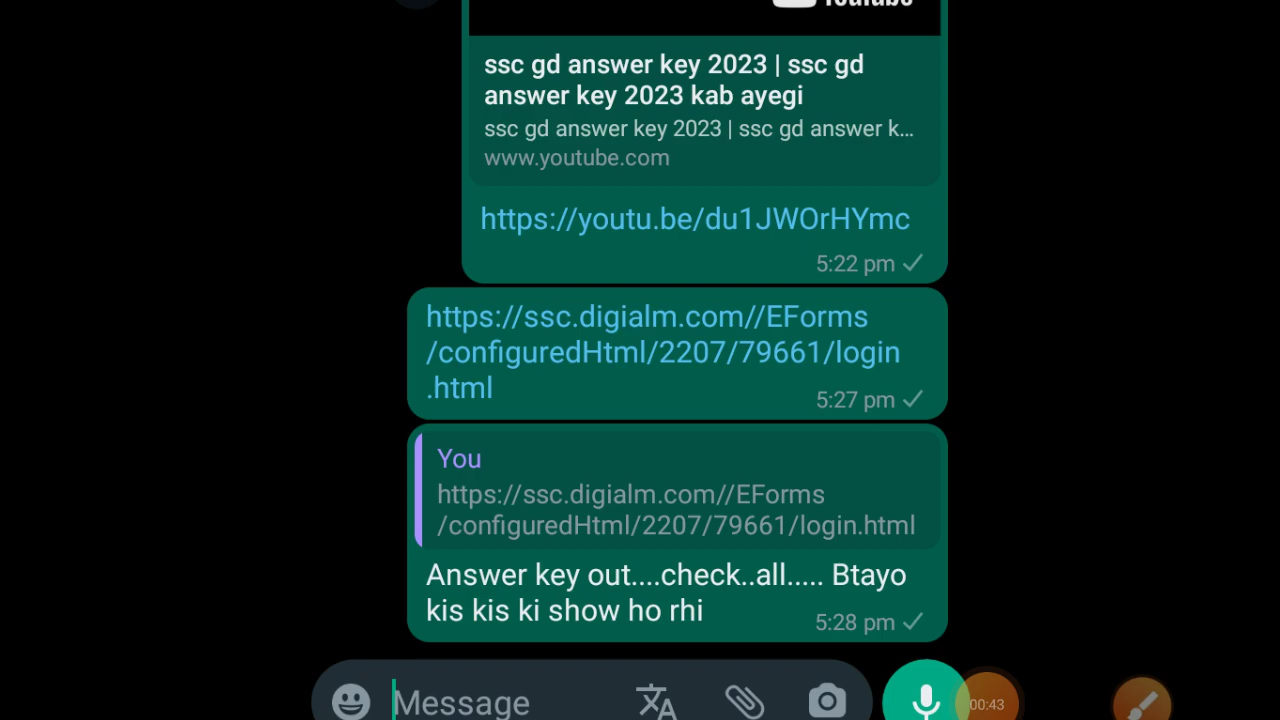 YouTube
ssc gd answer key 2023 | ssc gd
answer key 2023 kab ayegi
ssc gd answer key 2023 | ssc gd answer k...
www.youtube.com
https://youtu.be/du1JWOrHYmc
5:22 pm
https://ssc.digialm.com//EForms
/configuredHtml/2207/79661/login
.html
5:27 pm
You
https://ssc.digialm.com//EForms
/configuredHtml/2207/79661/login.html
Answer key out....check..all..... Btayo
kis kis ki show ho rhi
5:28 pm
Message
00:43